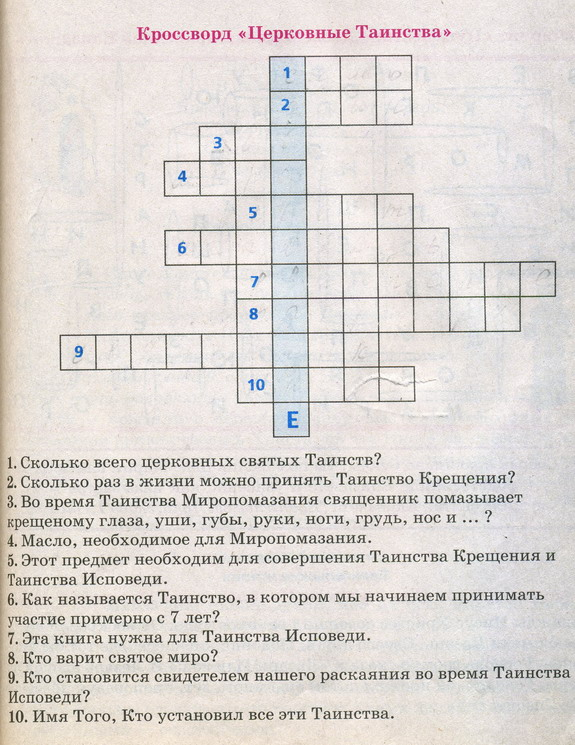 Кроссворд «Церковные Таинства»
1
2
3
4
5
6
7
8
9
10
Е
1. Сколько всего церковных святых Таинств?
2. Сколько раз в жизни можно принять Таинство Крещения?
3. Во время Таинства Миропомазания священник помазывает
крещеному глаза, уши, губы, руки, ноги, грудь, нос и ... ?
4. Масло, необходимое для Миропомазания.
5. Этот предмет необходим для совершения Таинства Крещения и
Таинства Исповеди.
6. Как называется Таинство, в котором мы начинаем принимать
участие примерно с 7 лет?
7. Эта книга нужна для Таинства Исповеди.
8. Кто варит святое миро?
9. Кто становится свидетелем нашего раскаяния во время Таинства
Исповеди?
10. Имя Того, Кто установил все эти Таинства.